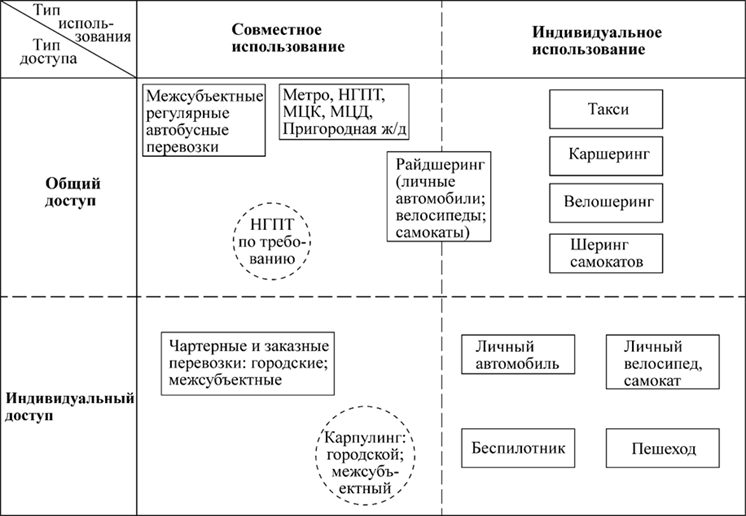 Тип
исполь-
зования
Тип
доступа
Совместное
использование
Индивидуальное
использование
Общий
доступ
Межсубъектные
регулярные
автобусные
перевозки
Метро, НГПТ,
МЦК, МЦД,
Пригородная ж/д
НГПТ
по требо-
ванию
Райдшеринг
(личные
автомобили;
велосипеды;
самокаты)
Такси
Каршеринг
Велошеринг
Шеринг
самокатов
Индивидуальный
доступ
Чартерные и заказные
перевозки: городские;
межсубъектные
Карпулинг:
городской;
межсубъ-
ектный
Личный
автомобиль
Личный
велосипед,
самокат
Беспилотник
Пешеход